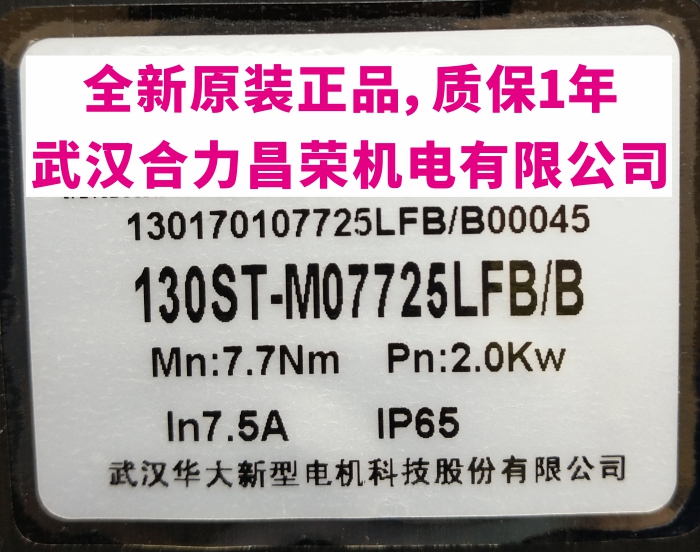 全新原装正品，质保1年
武汉合力昌荣机电有限公司
130170107725LFB/B00045
130ST-M07725LFB/B
Mn:7.7Nm Pn:2.0Kw
In7.5A IP65
武汉华大新型电机科技股份有限公司